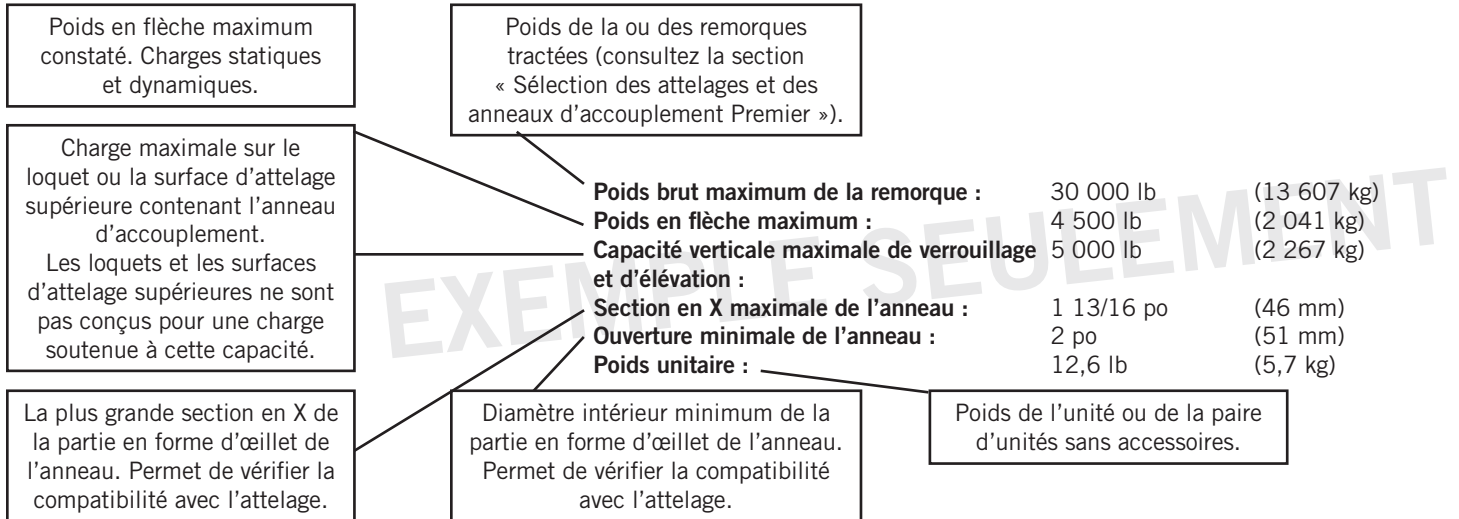 Poids en flèche maximum
constaté. Charges statiques
et dynamiques.
Poids de la ou des remorques
tractées (consultez la section
« Sélection des attelages et des
anneaux d’accouplement Premier »).
Charge maximale sur le
loquet ou la surface d’attelage
supérieure contenant l’anneau
d’accouplement.
Les loquets et les surfaces
d’attelage supérieures ne sont
pas conçus pour une charge
soutenue à cette capacité.
Poids brut maximum de la remorque : 30 000 lb (13 607 kg)
Poids en flèche maximum : 4 500 lb (2 041 kg)
Capacité verticale maximale de verrouillage 5 000 lb (2 267 kg)
et d’élévation :
Section en X maximale de l’anneau : 1 13/16 po (46 mm)
Ouverture minimale de l’anneau : 2 po (51 mm)
Poids unitaire : 12,6 lb (5,7 kg)
EXEMPLE SEULEMENT
La plus grande section en X de
la partie en forme d’œillet de
l’anneau. Permet de vérifier la
compatibilité avec l’attelage.
Diamètre intérieur minimum de la
partie en forme d’œillet de l’anneau.
Permet de vérifier la compatibilité
avec l’attelage.
Poids de l’unité ou de la paire
d’unités sans accessoires.